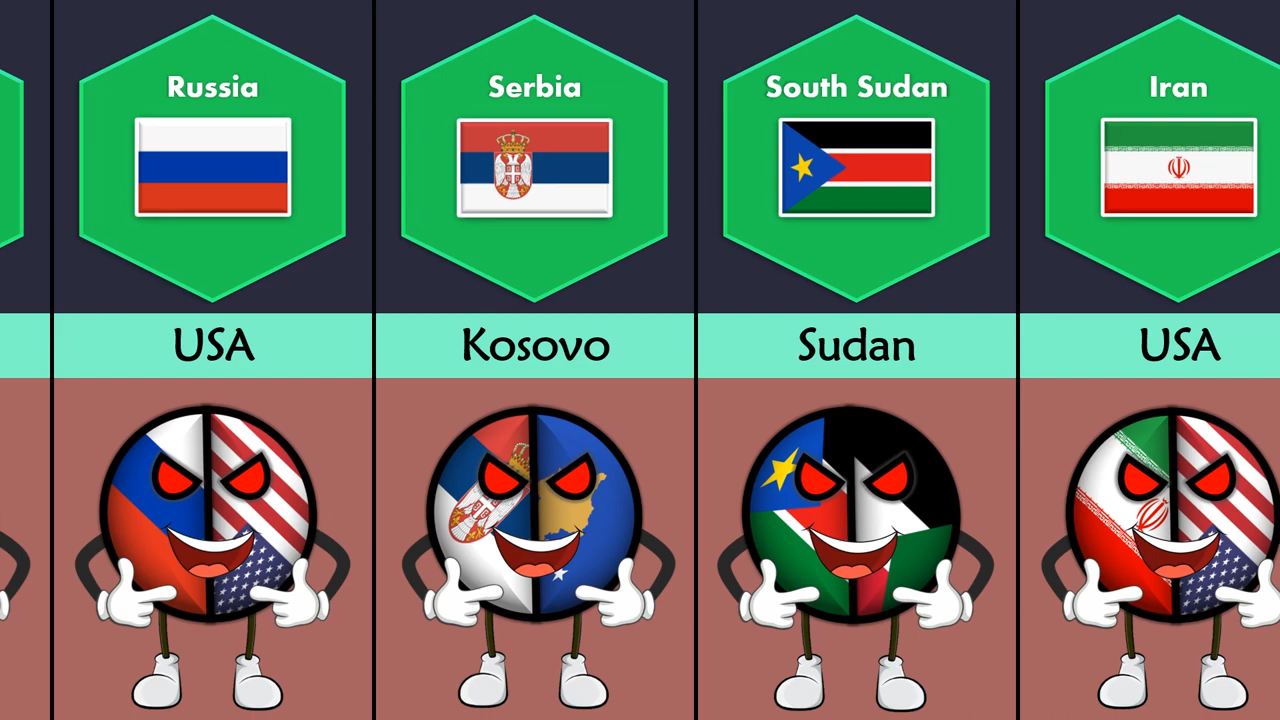 Russia
Serbia
South Sudan
Iran
USA
Kosovo
Sudan
USA